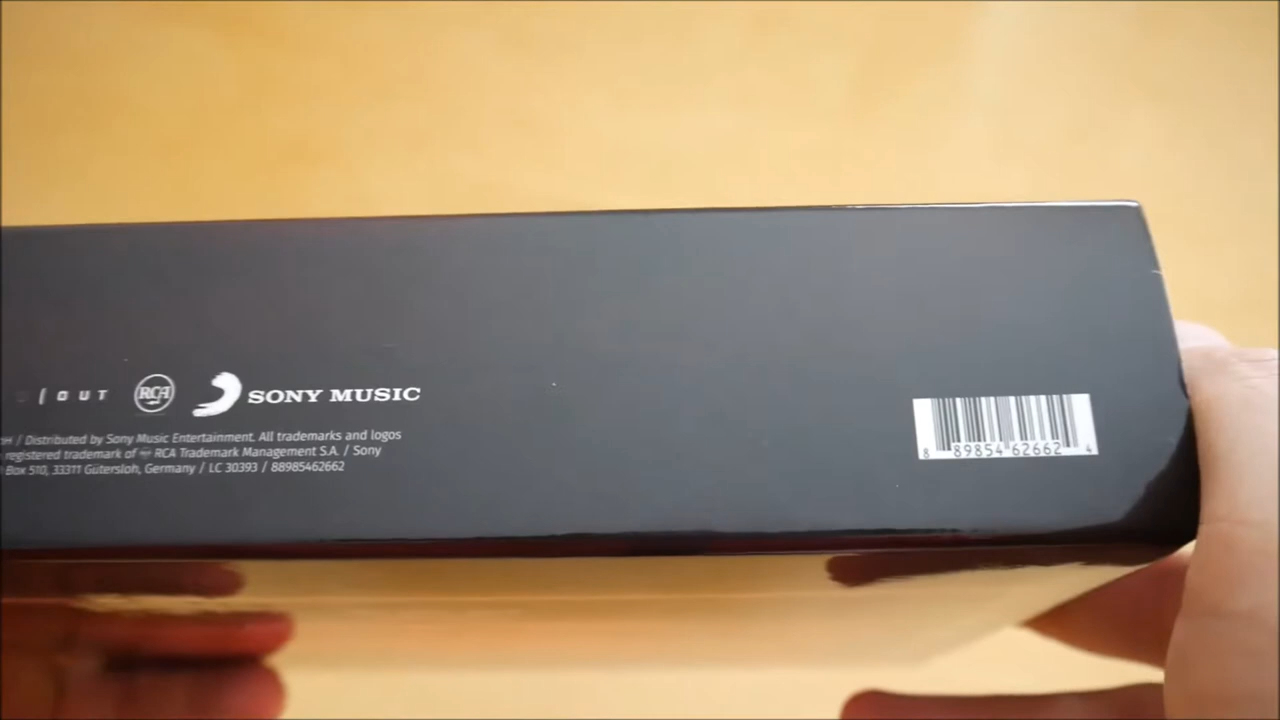 / OUT RCA SONY MUSIC
/ Distributed by Sony Music Entertainment. All trademarks and logos
registered trademark of RCA Trademark Management S.A. / Sony
Box 510, 33311 Gütersloh, Germany / LC 30393 / 88985462662
8 89854 62662 4